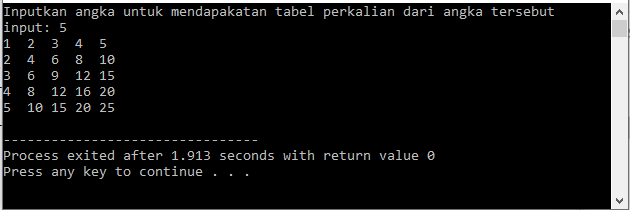 Inputkan angka untuk mendapakatan tabel perkalian dari angka tersebut
input: 5
1  2  3  4  5
2  4  6  8  10
3  6  9  12 15
4  8  12 16 20
5  10 15 20 25
--------------------------------
Process exited after 1.913 seconds with return value 0
Press any key to continue . . .